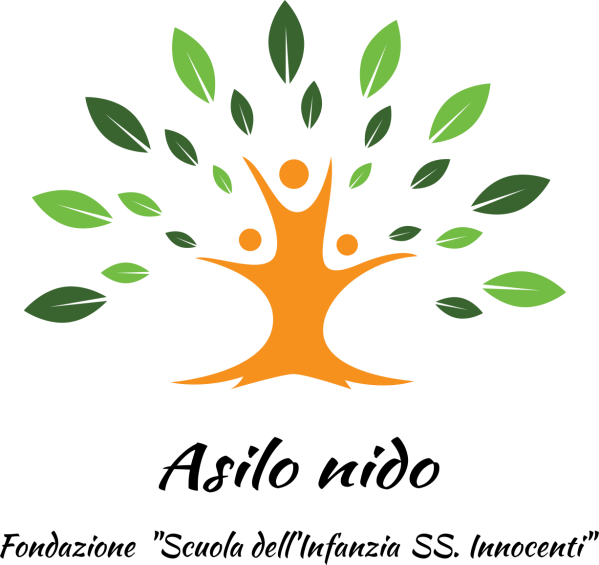 Asilo nido
Fondazione "Scuola dell'Infanzia SS. Innocenti"